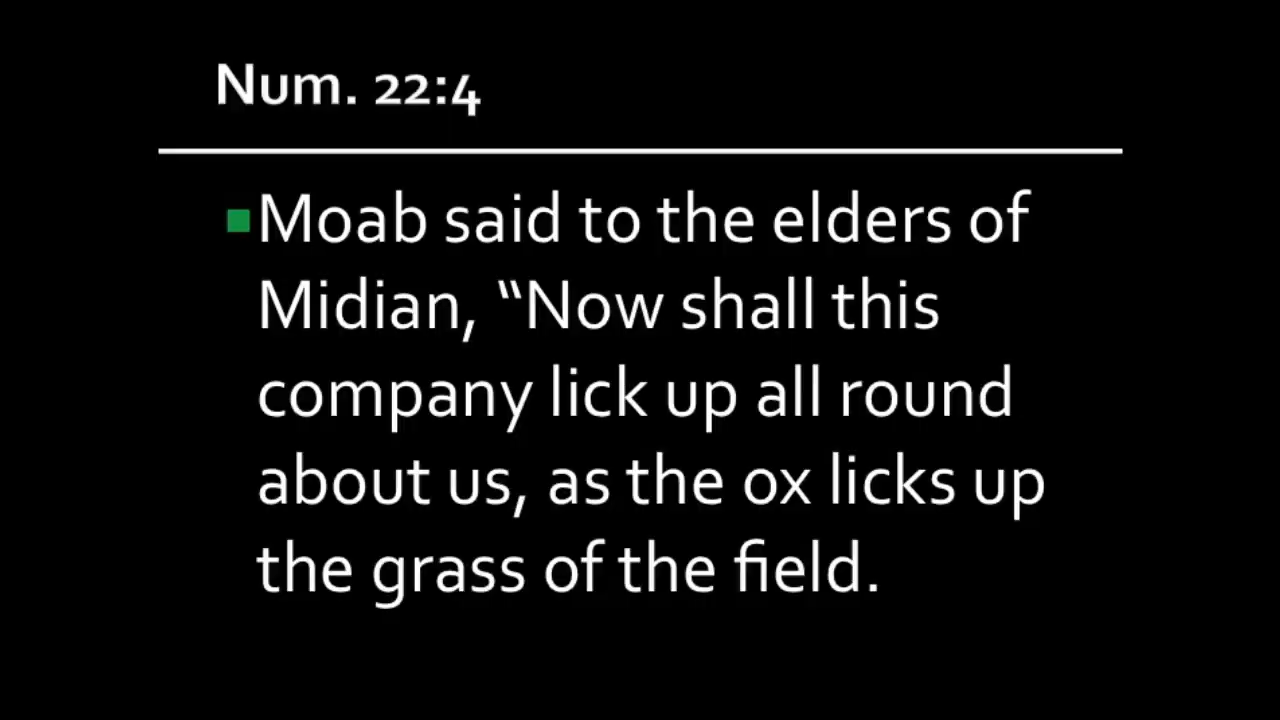 Num. 22:4
▪Moab said to the elders of
Midian, “Now shall this
company lick up all round
about us, as the ox licks up
the grass of the field.